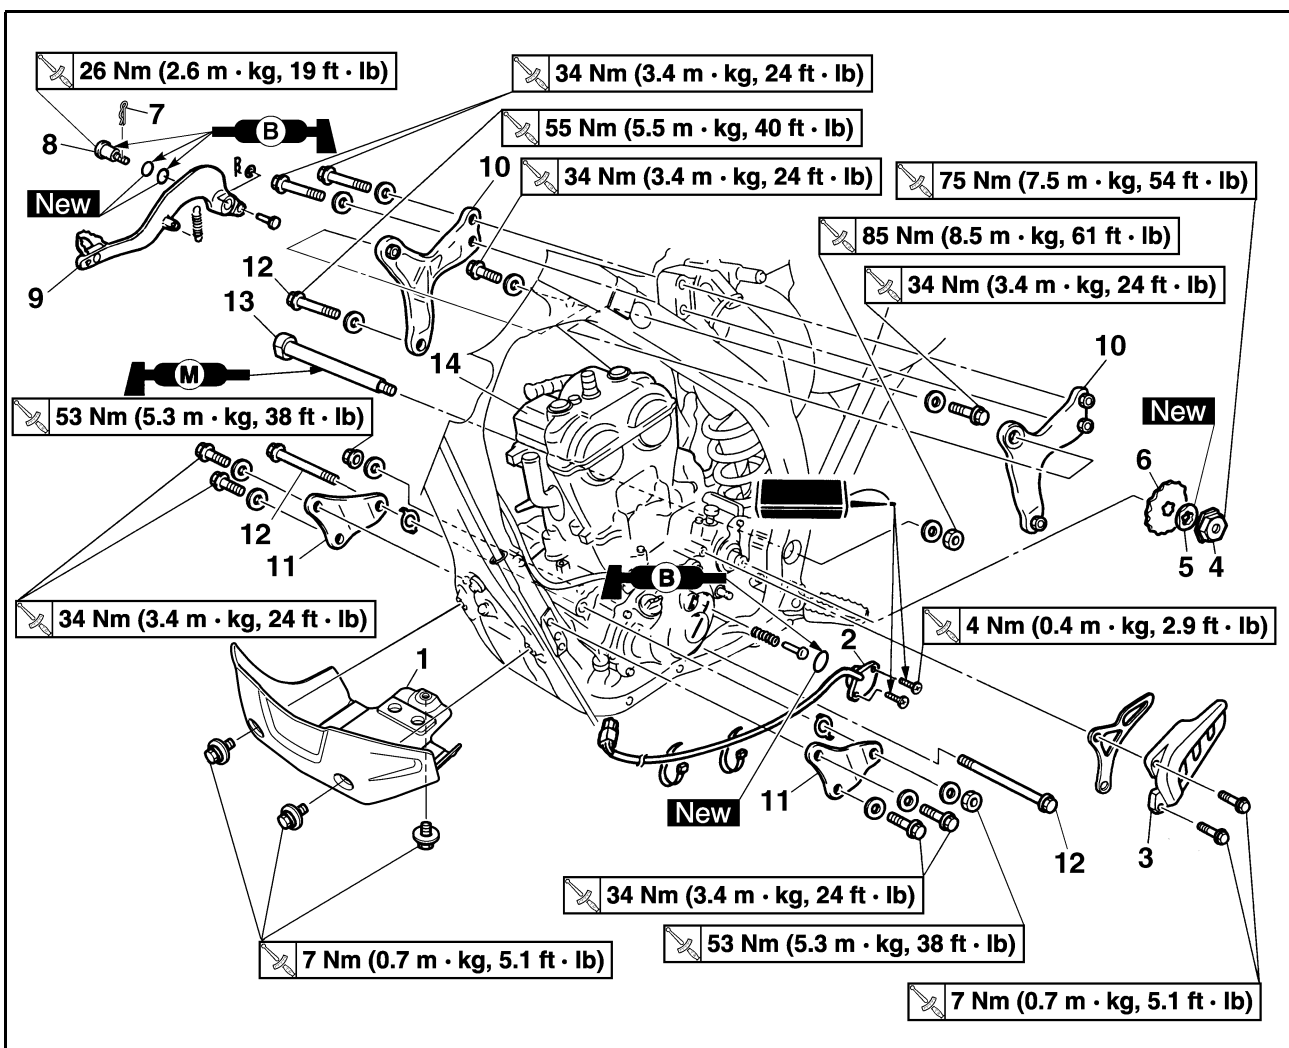 26 Nm (2.6 m · kg, 19 ft · lb)
34 Nm (3.4 m · kg, 24 ft · lb)
7
8
B
55 Nm (5.5 m · kg, 40 ft · lb)
10
34 Nm (3.4 m · kg, 24 ft · lb)
75 Nm (7.5 m · kg, 54 ft · lb)
New
85 Nm (8.5 m · kg, 61 ft · lb)
12
9
13
34 Nm (3.4 m · kg, 24 ft · lb)
14
10
M
53 Nm (5.3 m · kg, 38 ft · lb)
New
6
12
11
5
4
B
34 Nm (3.4 m · kg, 24 ft · lb)
4 Nm (0.4 m · kg, 2.9 ft · lb)
2
1
New
11
12
3
34 Nm (3.4 m · kg, 24 ft · lb)
53 Nm (5.3 m · kg, 38 ft · lb)
7 Nm (0.7 m · kg, 5.1 ft · lb)
7 Nm (0.7 m · kg, 5.1 ft · lb)